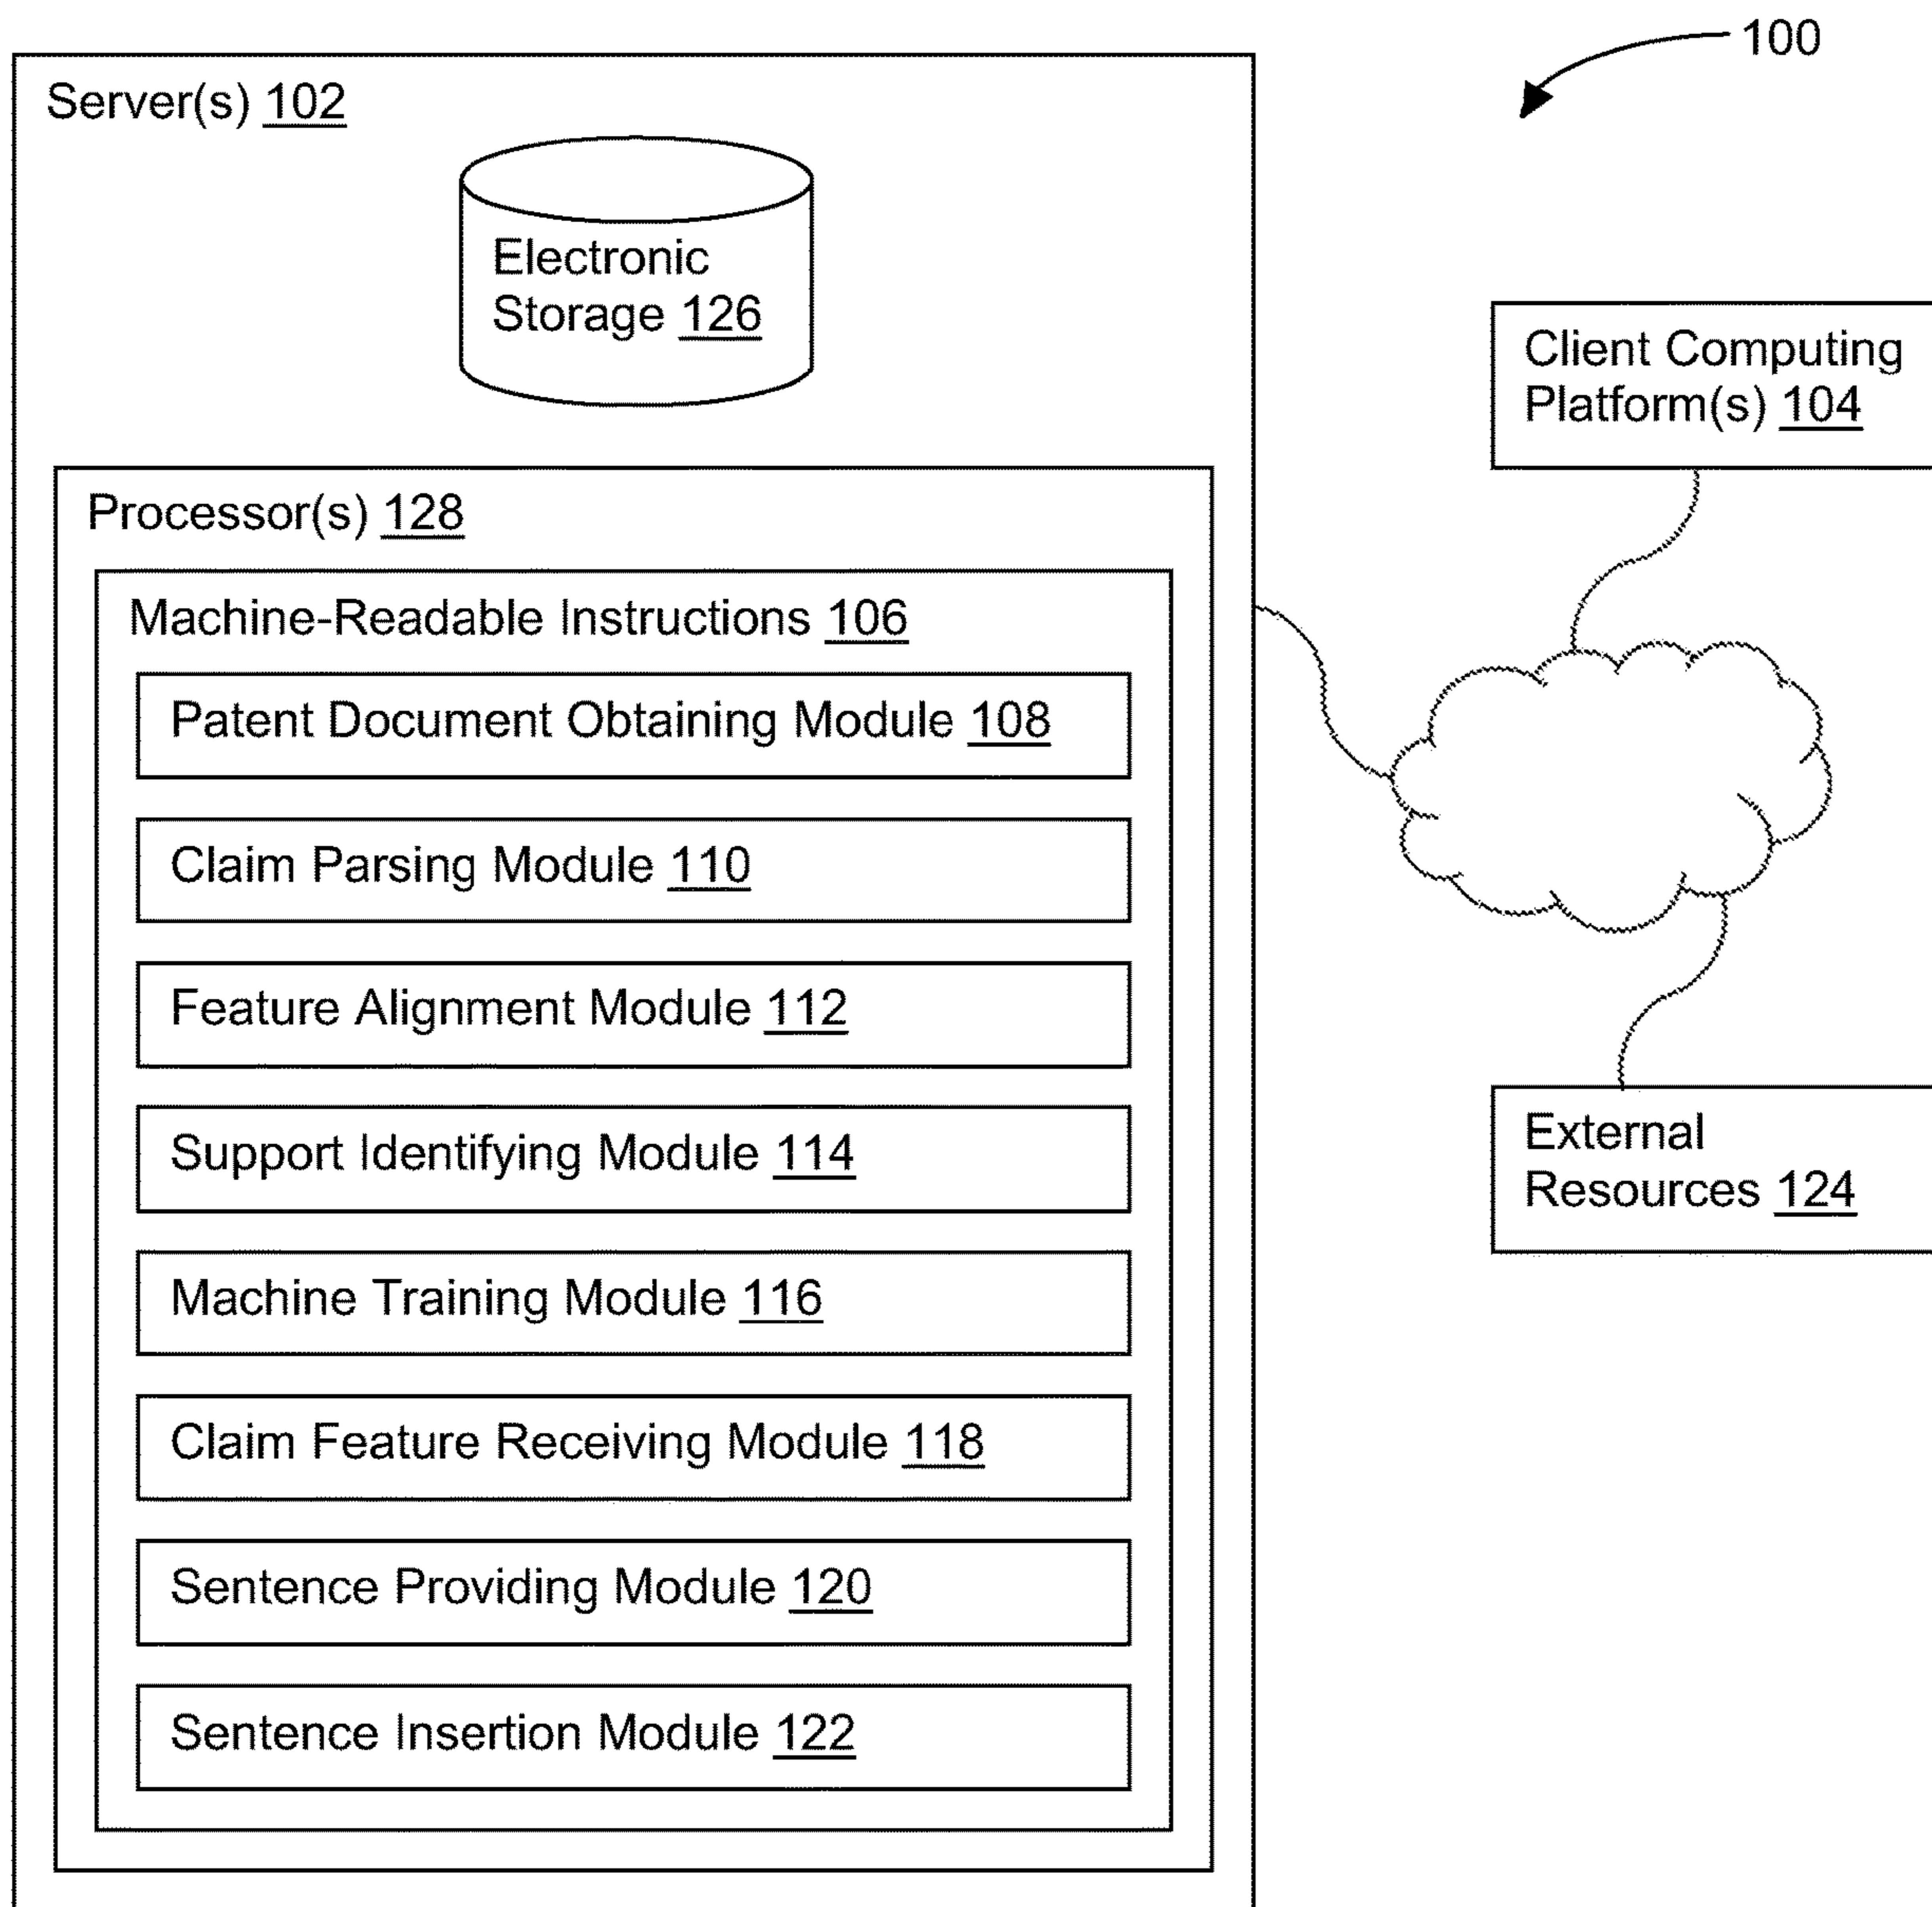 100
Server(s) 102
Electronic
Storage 126
Client Computing
Platform(s) 104
Processor(s) 128
Machine-Readable Instructions 106
Patent Document Obtaining Module 108
Claim Parsing Module 110
Feature Alignment Module 112
Support Identifying Module 114
External
Resources 124
Machine Training Module 116
Claim Feature Receiving Module 118
Sentence Providing Module 120
Sentence Insertion Module 122